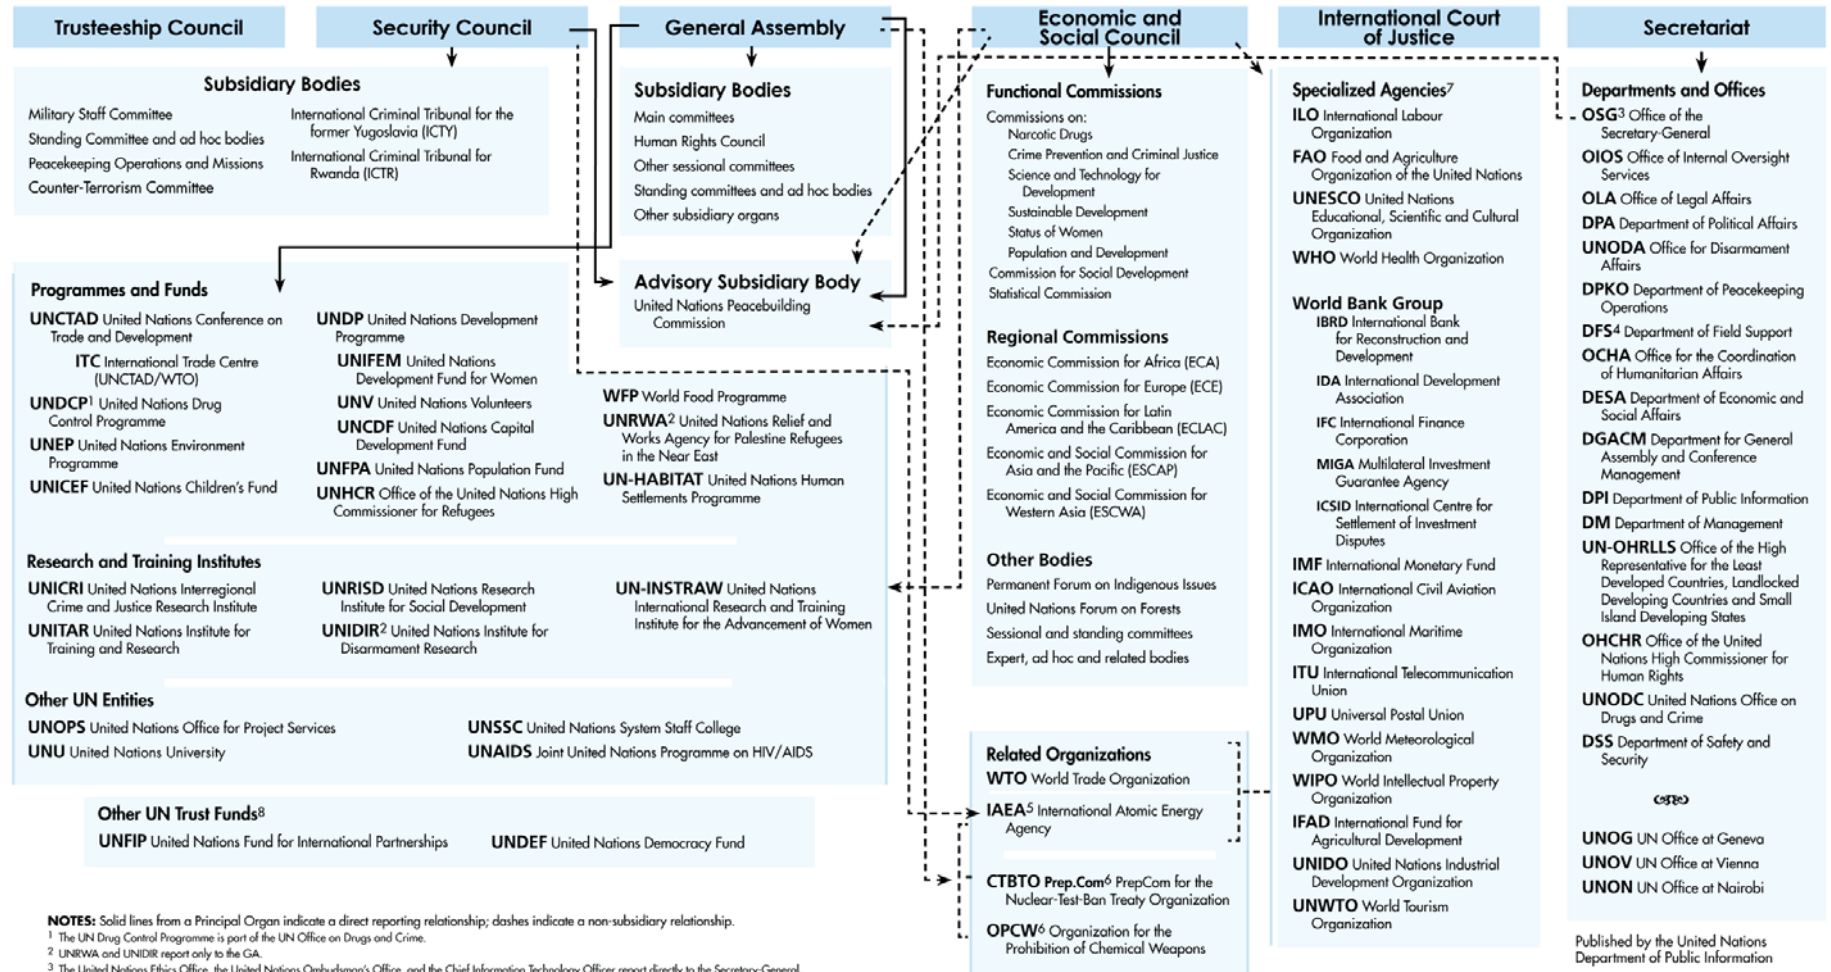 Trusteeship Council
Security Council
General Assembly
Economic and
Social Council
International Court
of Justice
Secretariat
Subsidiary Bodies
Military Staff Committee
Standing Committee and ad hoc bodies
Peacekeeping Operations and Missions
Counter-Terrorism Committee
International Criminal Tribunal for the
former Yugoslavia (ICTY)
International Criminal Tribunal for
Rwanda (ICTR)
Subsidiary Bodies
Main committees
Human Rights Council
Other sessional committees
Standing committees and ad hoc bodies
Other subsidiary organs
Advisory Subsidiary Body
United Nations Peacebuilding
Commission
Programmes and Funds
UNCTAD United Nations Conference on
Trade and Development
ITC International Trade Centre
(UNCTAD/WTO)
UNDCP1 United Nations Drug
Control Programme
UNEP United Nations Environment
Programme
UNICEF United Nations Children's Fund
UNDP United Nations Development
Programme
UNIFEM United Nations
Development Fund for Women
UNV United Nations Volunteers
UNCDF United Nations Capital
Development Fund
UNFPA United Nations Population Fund
UNHCR Office of the United Nations High
Commissioner for Refugees
WFP World Food Programme
UNRWA2 United Nations Relief and
Works Agency for Palestine Refugees
in the Near East
UN-HABITAT United Nations Human
Settlements Programme
Research and Training Institutes
UNICRI United Nations Interregional
Crime and Justice Research Institute
UNITAR United Nations Institute for
Training and Research
UNRISD United Nations Research
Institute for Social Development
UNIDIR2 United Nations Institute for
Disarmament Research
UN-INSTRAW United Nations
International Research and Training
Institute for the Advancement of Women
Other UN Entities
UNOPS United Nations Office for Project Services
UNU United Nations University
UNSSC United Nations System Staff College
UNAIDS Joint United Nations Programme on HIV/AIDS
Other UN Trust Funds8
UNFIP United Nations Fund for International Partnerships
UNDEF United Nations Democracy Fund
Functional Commissions
Commissions on:
Narcotic Drugs
Crime Prevention and Criminal Justice
Science and Technology for
Development
Sustainable Development
Status of Women
Population and Development
Commission for Social Development
Statistical Commission
Regional Commissions
Economic Commission for Africa (ECA)
Economic Commission for Europe (ECE)
Economic Commission for Latin
America and the Caribbean (ECLAC)
Economic and Social Commission for
Asia and the Pacific (ESCAP)
Economic and Social Commission for
Western Asia (ESCWA)
Other Bodies
Permanent Forum on Indigenous Issues
United Nations Forum on Forests
Sessional and standing committees
Expert, ad hoc and related bodies
Related Organizations
WTO World Trade Organization
IAEA5 International Atomic Energy
Agency
CTBTO Prep.Com6 PrepCom for the
Nuclear-Test-Ban Treaty Organization
OPCW6 Organization for the
Prohibition of Chemical Weapons
Specialized Agencies7
ILO International Labour
Organization
FAO Food and Agriculture
Organization of the United Nations
UNESCO United Nations
Educational, Scientific and Cultural
Organization
WHO World Health Organization
World Bank Group
IBRD International Bank
for Reconstruction and
Development
IDA International Development
Association
IFC International Finance
Corporation
MIGA Multilateral Investment
Guarantee Agency
ICSID International Centre for
Settlement of Investment
Disputes
IMF International Monetary Fund
ICAO International Civil Aviation
Organization
IMO International Maritime
Organization
ITU International Telecommunication
Union
UPU Universal Postal Union
WMO World Meteorological
Organization
WIPO World Intellectual Property
Organization
IFAD International Fund for
Agricultural Development
UNIDO United Nations Industrial
Development Organization
UNWTO World Tourism
Organization
Departments and Offices
OSG3 Office of the
Secretary-General
OIOS Office of Internal Oversight
Services
OLA Office of Legal Affairs
DPA Department of Political Affairs
UNODA Office for Disarmament
Affairs
DPKO Department of Peacekeeping
Operations
DFS4 Department of Field Support
OCHA Office for the Coordination
of Humanitarian Affairs
DESA Department of Economic and
Social Affairs
DGACM Department for General
Assembly and Conference
Management
DPI Department of Public Information
DM Department of Management
UN-OHRLLS Office of the High
Representative for the Least
Developed Countries, Landlocked
Developing Countries and Small
Island Developing States
OHCHR Office of the United
Nations High Commissioner for
Human Rights
UNODC United Nations Office on
Drugs and Crime
DSS Department of Safety and
Security
UNOG UN Office at Geneva
UNOV UN Office at Vienna
UNON UN Office at Nairobi
NOTES: Solid lines from a Principal Organ indicate a direct reporting relationship; dashes indicate a non-subsidiary relationship.
1 The UN Drug Control Programme is part of the UN Office on Drugs and Crime.
2 UNRWA and UNIDIR report only to the GA.
3 The United Nations Ethics Office, the United Nations Ombudsman's Office, and the Chief Information Technology Officer report directly to the Secretary-General
Published by the United Nations
Department of Public Information